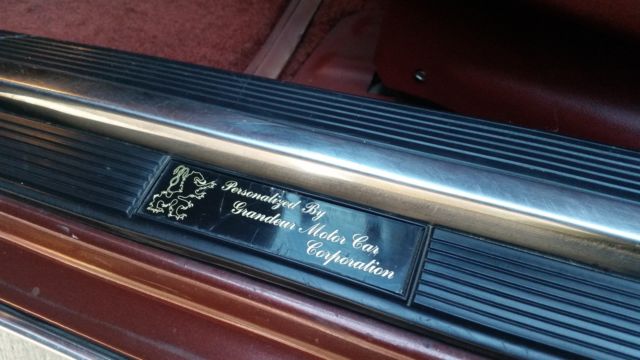 Personalized By
Grandeur Motor Car
Corporation